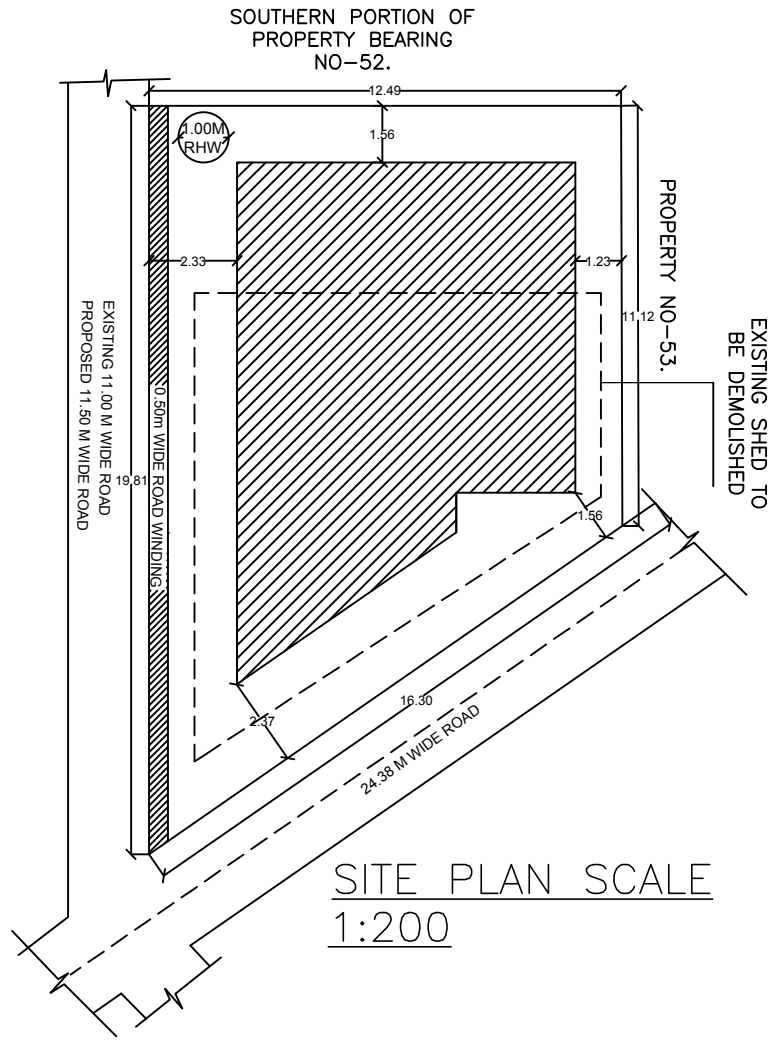 SOUTHERN PORTION OF
PROPERTY BEARING
NO-52.
12.49
1.56
1.00M
RHW
2.33
1.23
PROPERTY NO-53.
11.12
EXISTING SHED TO
BE DEMOLISHED
EXISTING 11.00 M WIDE ROAD
PROPOSED 11.50 M WIDE ROAD
19.81
0.50m WIDE ROAD WINDING
1.56
2.37
16.30
24.38 M WIDE ROAD
SITE PLAN SCALE
1:200